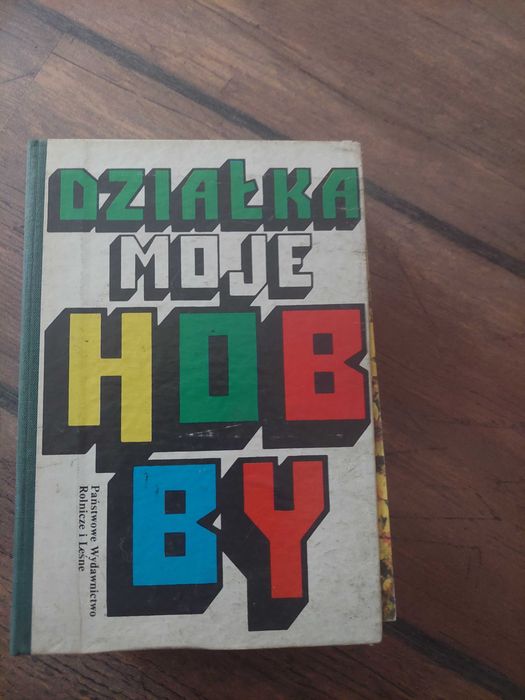 DZIAŁKA
MOJE
HOB
BY
Państwowe Wydawnictwo
Rolnicze i Leśne